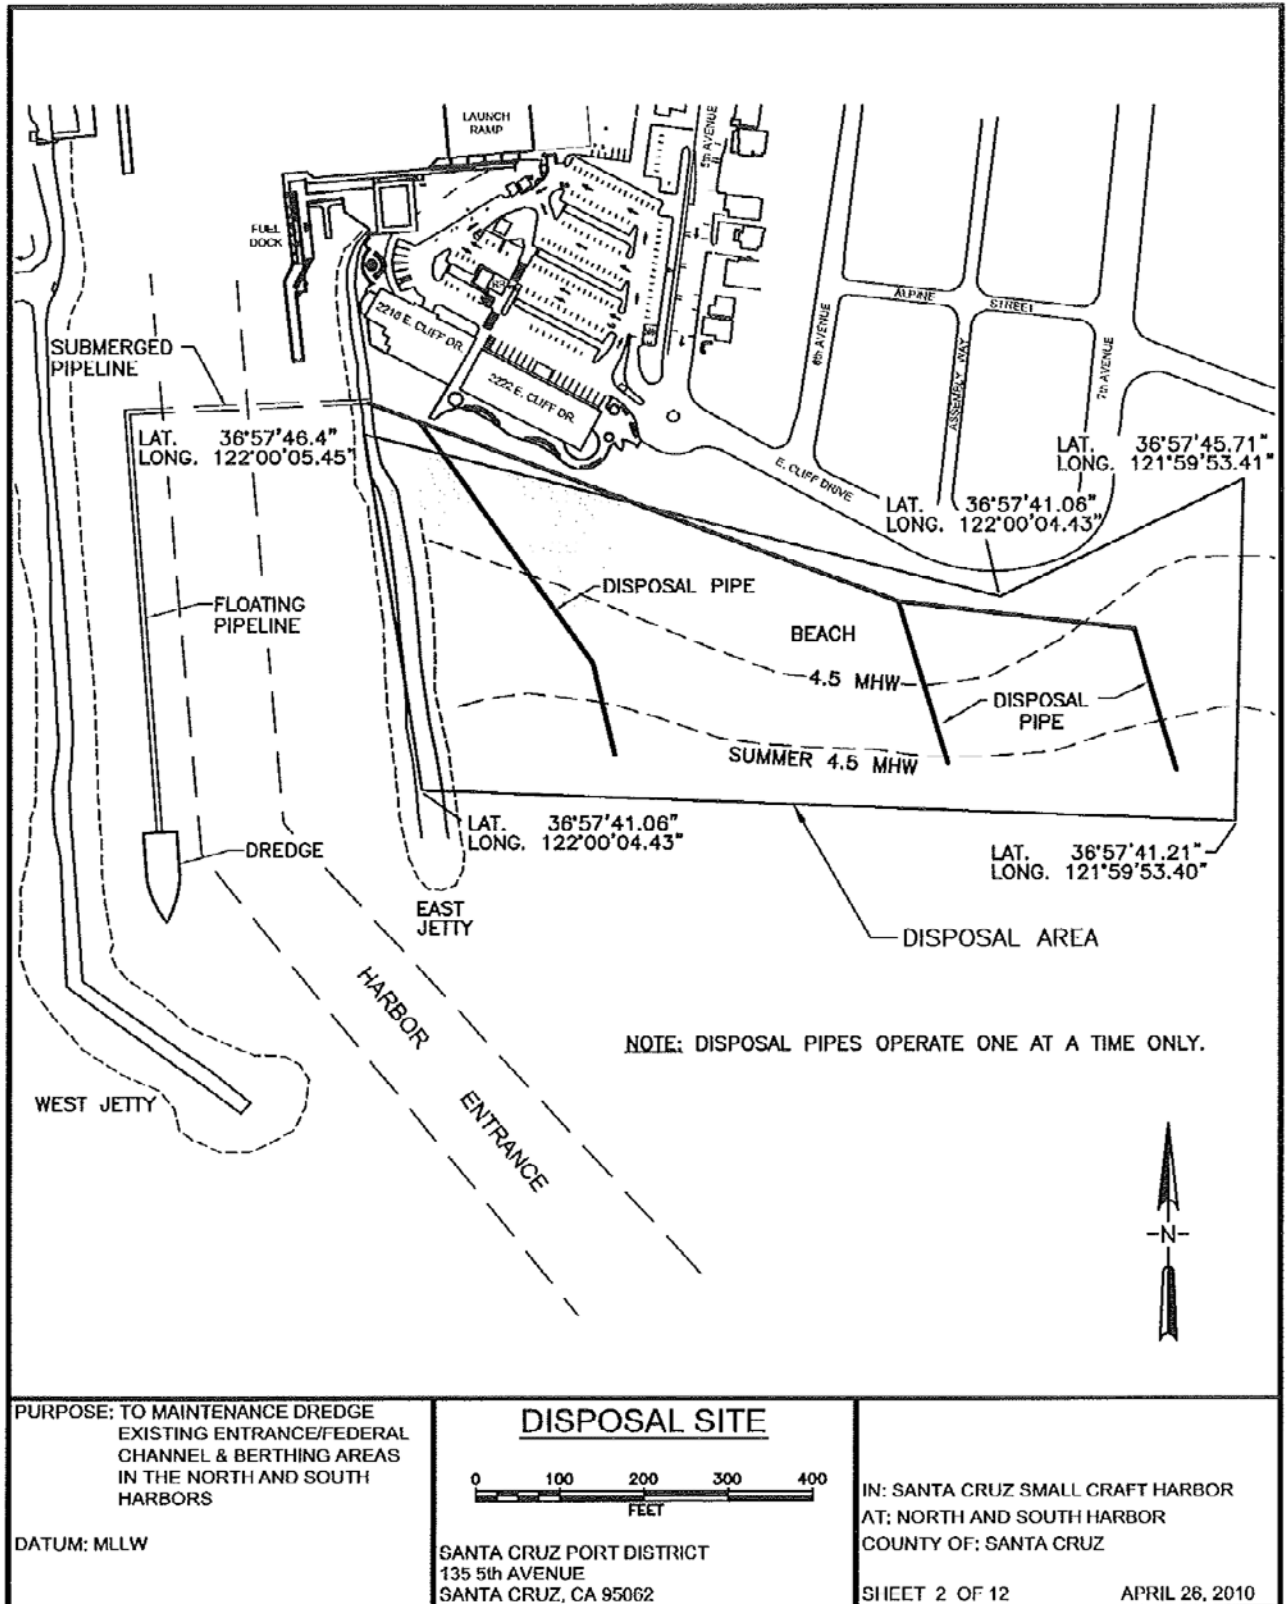 LAUNCH
RAMP
5th AVENUE
FUEL
DOCK
2218 E. CLIFF DR.
2222 E. CLIFF DR.
6th AVENUE
ALPINE STREET
ASSEMBLY WAY
7th AVENUE
E. CLIFF DRIVE
SUBMERGED
PIPELINE
LAT. 36°57'46.4"
LONG. 122°00'05.45"
LAT. 36°57'45.71"
LONG. 121°59'53.41"
LAT. 36°57'41.08"
LONG. 122°00'04.43"
FLOATING
PIPELINE
DISPOSAL PIPE
BEACH
4.5 MHW
DISPOSAL
PIPE
SUMMER 4.5 MHW
LAT. 36°57'41.06"
LONG. 122°00'04.43"
DREDGE
LAT. 36°57'41.21"
LONG. 121°59'53.40"
EAST
JETTY
DISPOSAL AREA
HARBOR
ENTRANCE
NOTE: DISPOSAL PIPES OPERATE ONE AT A TIME ONLY.
WEST JETTY
-N-
PURPOSE: TO MAINTENANCE DREDGE
EXISTING ENTRANCE/FEDERAL
CHANNEL & BERTHING AREAS
IN THE NORTH AND SOUTH
HARBORS
DATUM: MLLW
DISPOSAL SITE
0 100 200 300 400
FEET
SANTA CRUZ PORT DISTRICT
135 5th AVENUE
SANTA CRUZ, CA 95062
IN: SANTA CRUZ SMALL CRAFT HARBOR
AT: NORTH AND SOUTH HARBOR
COUNTY OF: SANTA CRUZ
SHEET 2 OF 12 APRIL 28, 2010